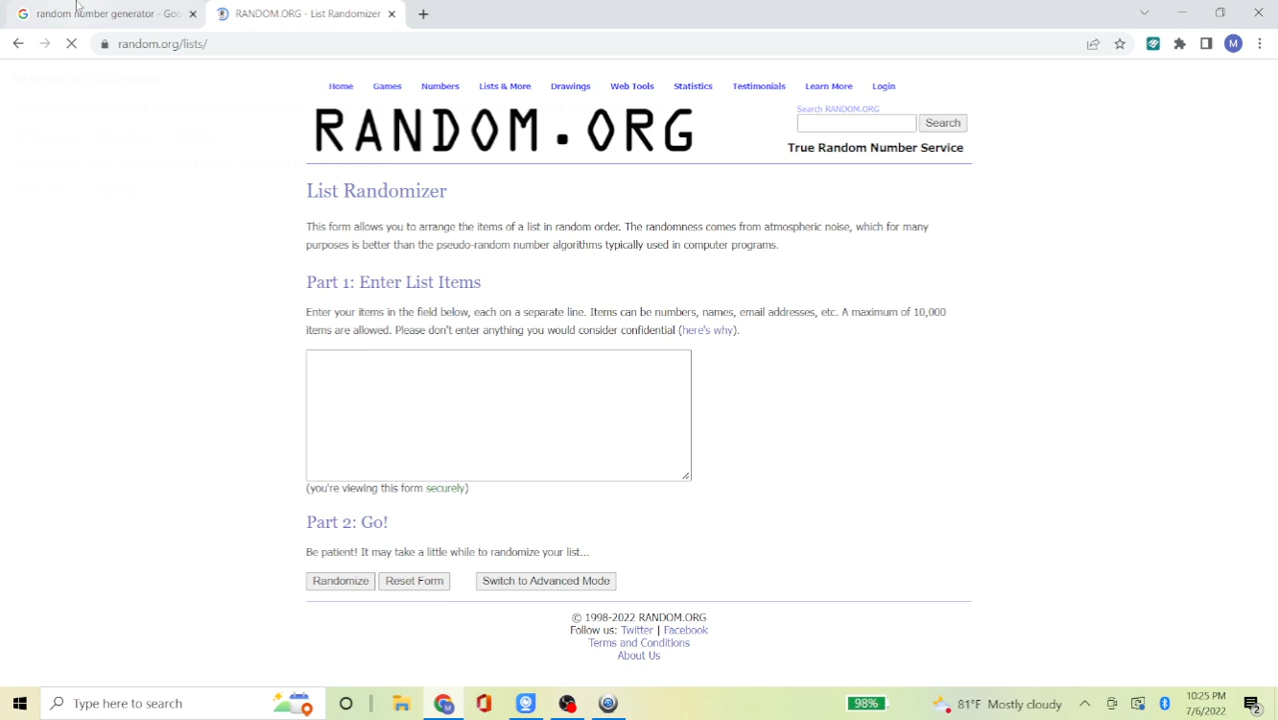 random number generator - Goo
RANDOM.ORG - List Randomizer
random.org/lists/
M
Home Games Numbers Lists & More Drawings Web Tools Statistics Testimonials Learn More Login
RANDOM.ORG
Search RANDOM.ORG
Search
True Random Number Service
List Randomizer
This form allows you to arrange the items of a list in random order. The randomness comes from atmospheric noise, which for many
purposes is better than the pseudo-random number algorithms typically used in computer programs.
Part 1: Enter List Items
Enter your items in the field below, each on a separate line. Items can be numbers, names, email addresses, etc. A maximum of 10,000
items are allowed. Please don't enter anything you would consider confidential (here's why).
(you're viewing this form securely)
Part 2: Go!
Be patient! It may take a little while to randomize your list...
Randomize Reset Form Switch to Advanced Mode
© 1998-2022 RANDOM.ORG
Follow us: Twitter | Facebook
Terms and Conditions
About Us
Type here to search
98%
81°F Mostly cloudy
10:25 PM
7/6/2022
2